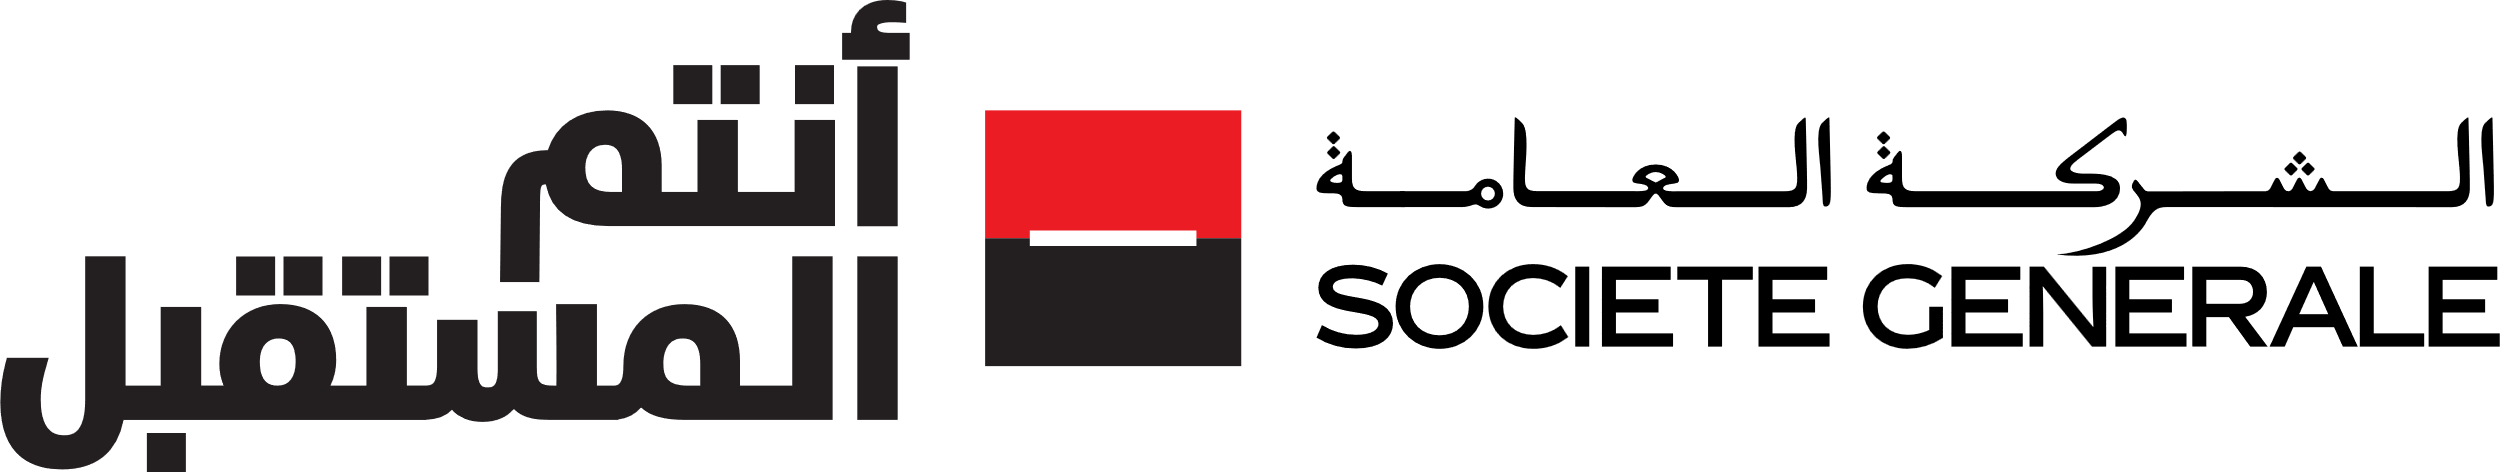 أنتم
المستقبل
الشركة العامة
SOCIETE GENERALE